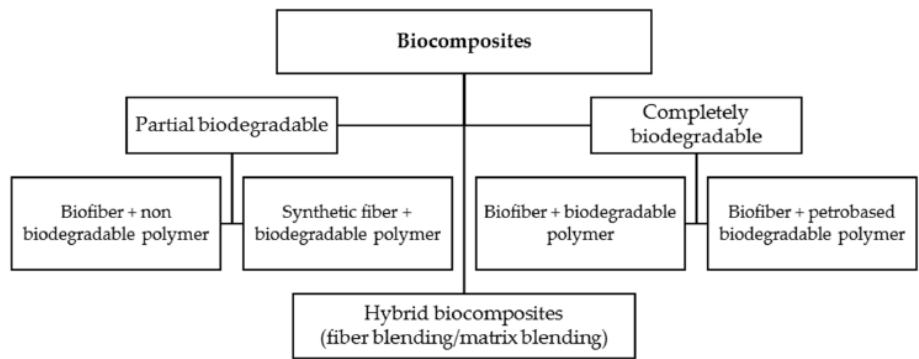 Biocomposites
Partial biodegradable
Completely
biodegradable
Biofiber + non
biodegradable polymer
Synthetic fiber +
biodegradable polymer
Biofiber + biodegradable
polymer
Biofiber + petrobased
biodegradable polymer
Hybrid biocomposites
(fiber blending/matrix blending)